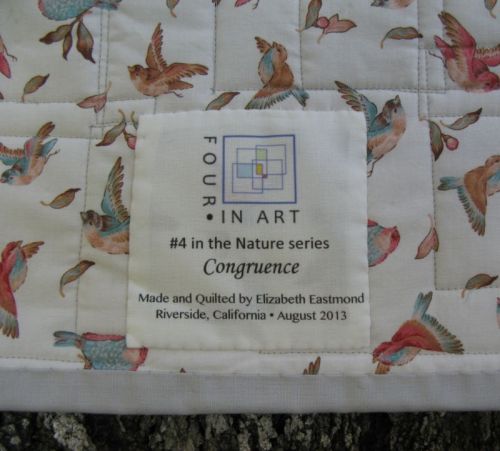 FOUR
• IN ART
#4 in the Nature series
Congruence
Made and Quilted by Elizabeth Eastmond
Riverside, California • August 2013